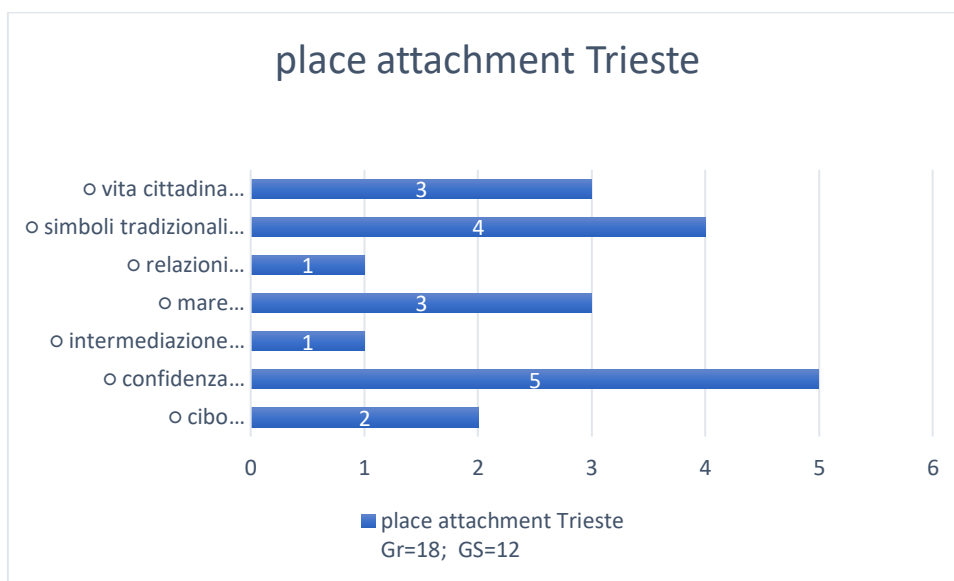 place attachment Trieste
○ vita cittadina...
3
○ simboli tradizionali...
4
○ relazioni...
1
○ mare...
3
○ intermediazione...
1
○ confidenza...
5
○ cibo...
2
0 1 2 3 4 5 6
place attachment Trieste
Gr=18; GS=12